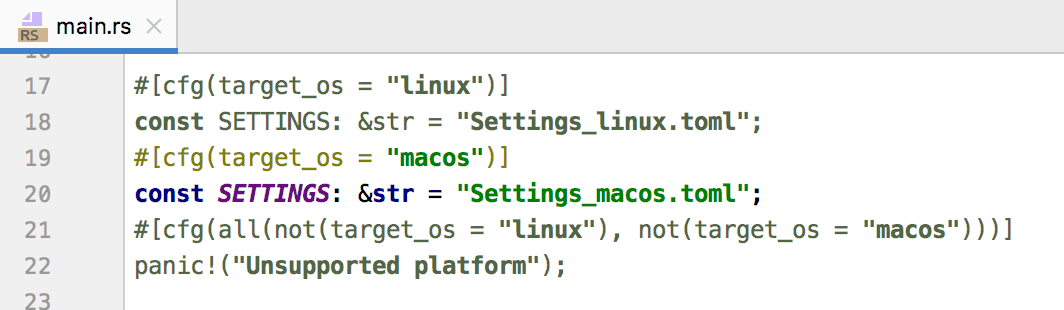 RS main.rs
16
17 #[cfg(target_os = "linux")]
18 const SETTINGS: &str = "Settings_linux.toml";
19 #[cfg(target_os = "macos")]
20 const SETTINGS: &str = "Settings_macos.toml";
21 #[cfg(all(not(target_os = "linux"), not(target_os = "macos")))]
22 panic!("Unsupported platform");
23